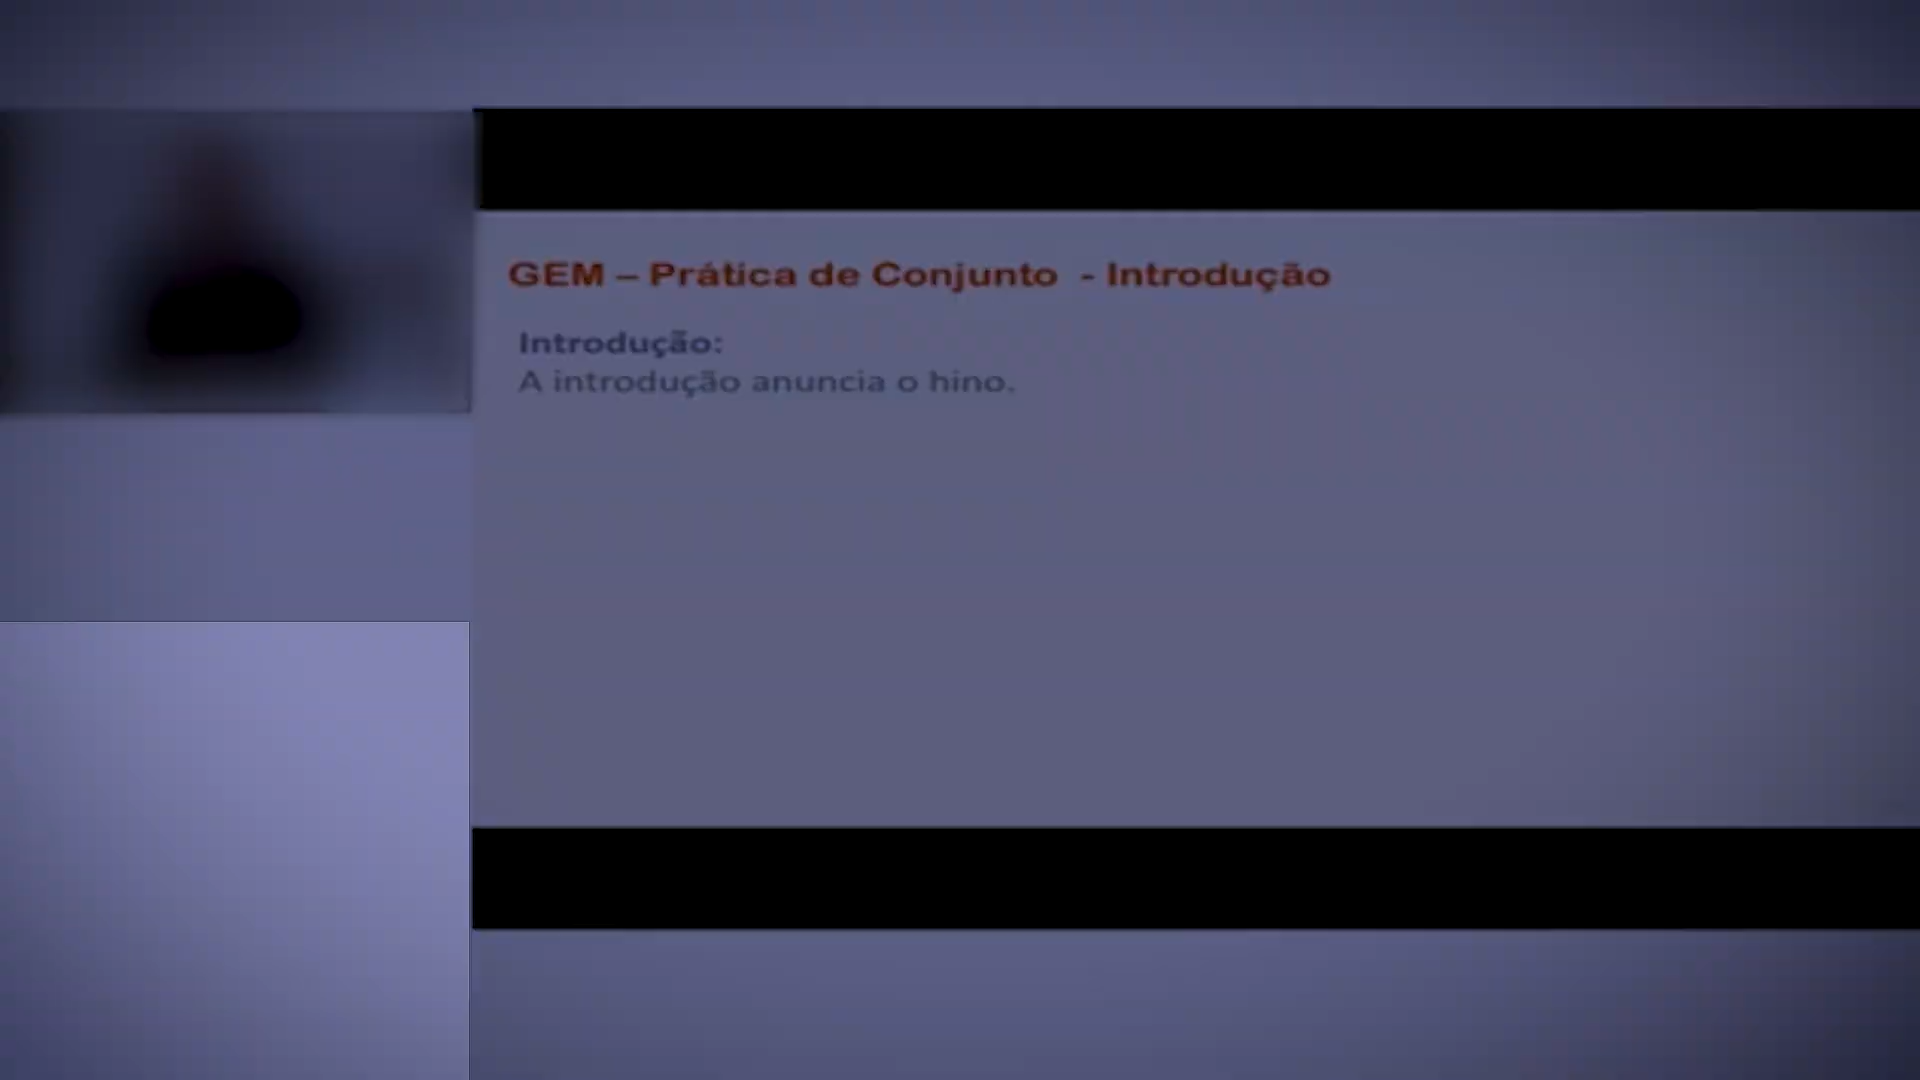 GEM – Prática de Conjunto - Introdução
Introdução:
A introdução anuncia o hino.